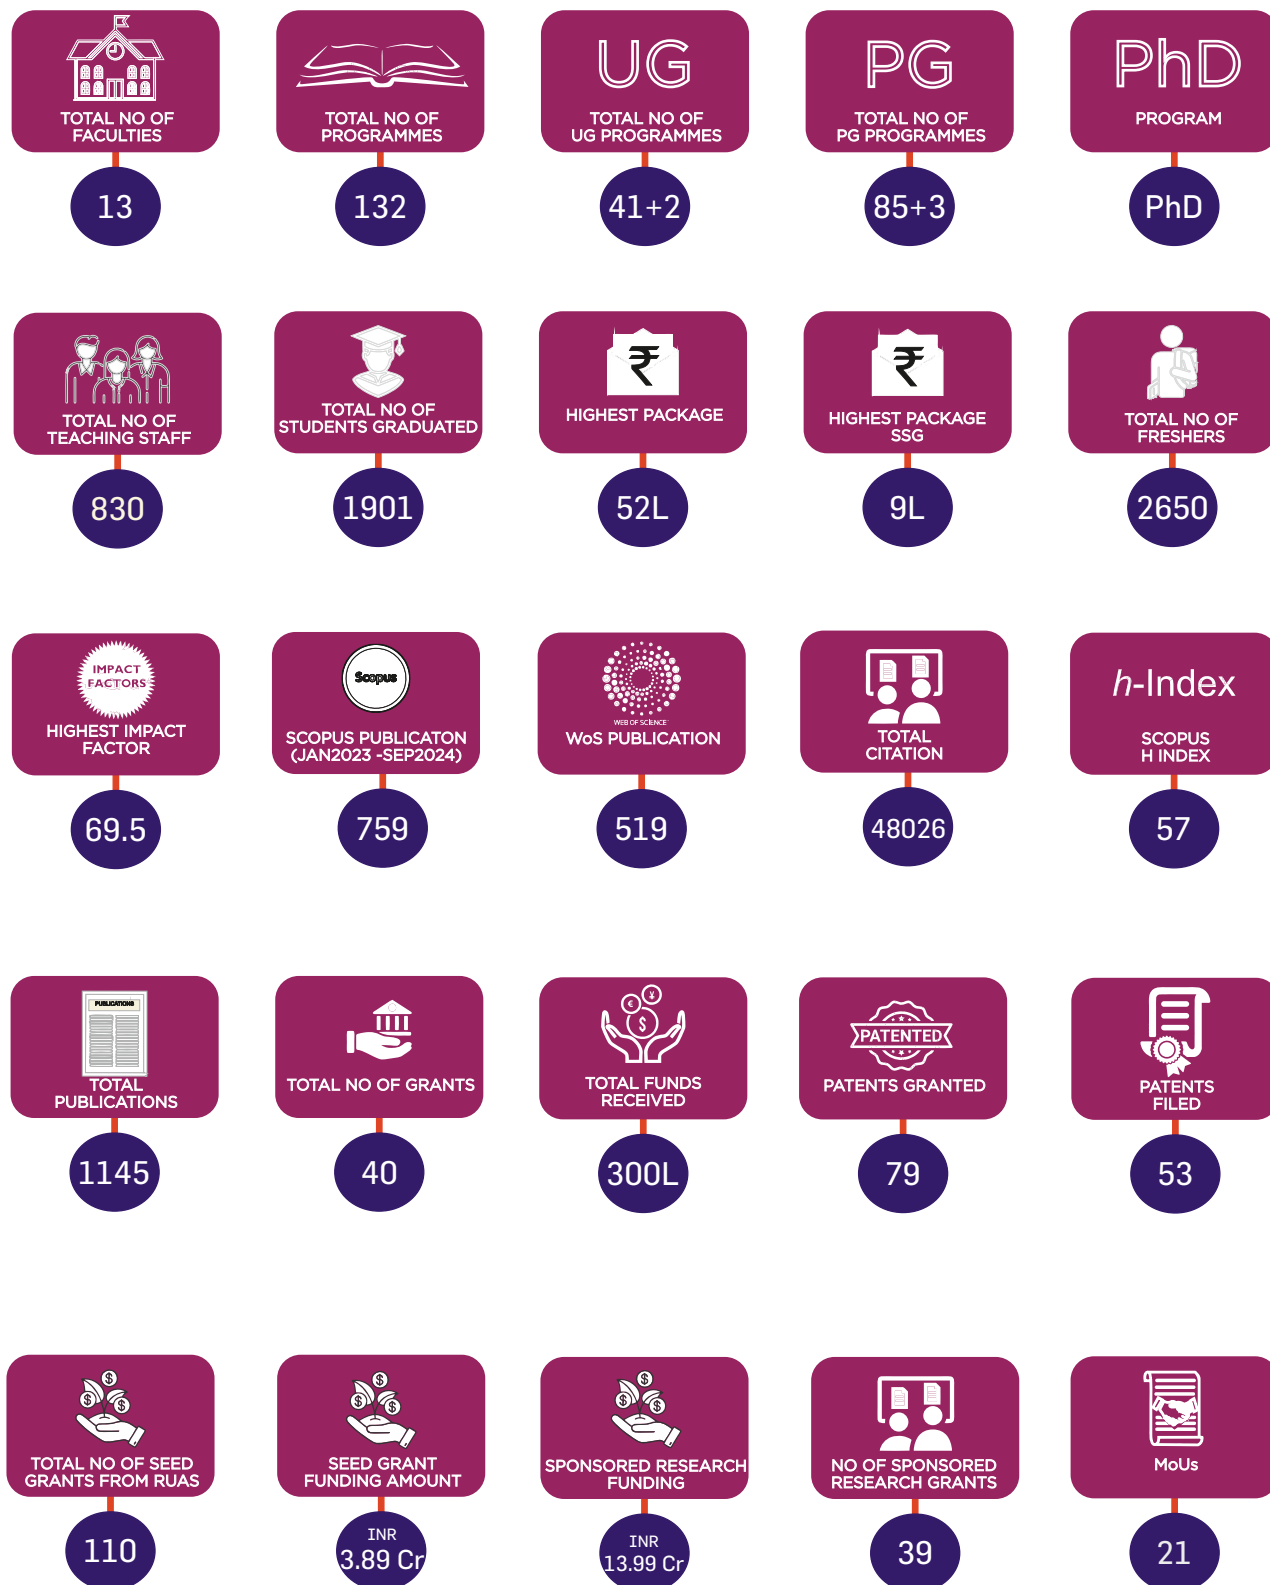 UG
PG
PhD
TOTAL NO OF
FACULTIES
TOTAL NO OF
PROGRAMMES
TOTAL NO OF
UG PROGRAMMES
TOTAL NO OF
PG PROGRAMMES
PROGRAM
13
132
41+2
85+3
PhD
TOTAL NO OF
TEACHING STAFF
TOTAL NO OF
STUDENTS GRADUATED
₹
HIGHEST PACKAGE
₹
HIGHEST PACKAGE
SSG
TOTAL NO OF
FRESHERS
830
1901
52L
9L
2650
IMPACT
FACTORS
HIGHEST IMPACT
FACTOR
Scopus
SCOPUS PUBLICATON
(JAN2023 -SEP2024)
WEB OF SCIENCE
WoS PUBLICATION
TOTAL
CITATION
h-Index
SCOPUS
H INDEX
69.5
759
519
48026
57
PUBLICATIONS
TOTAL
PUBLICATIONS
TOTAL NO OF GRANTS
€ ¥
$
TOTAL FUNDS
RECEIVED
PATENTED
PATENTS GRANTED
PATENTS
FILED
1145
40
300L
79
53
$
$ $
TOTAL NO OF SEED
GRANTS FROM RUAS
$
$ $
SEED GRANT
FUNDING AMOUNT
$
$ $
SPONSORED RESEARCH
FUNDING
NO OF SPONSORED
RESEARCH GRANTS
MoUs
110
INR
3.89 Cr
INR
13.99 Cr
39
21